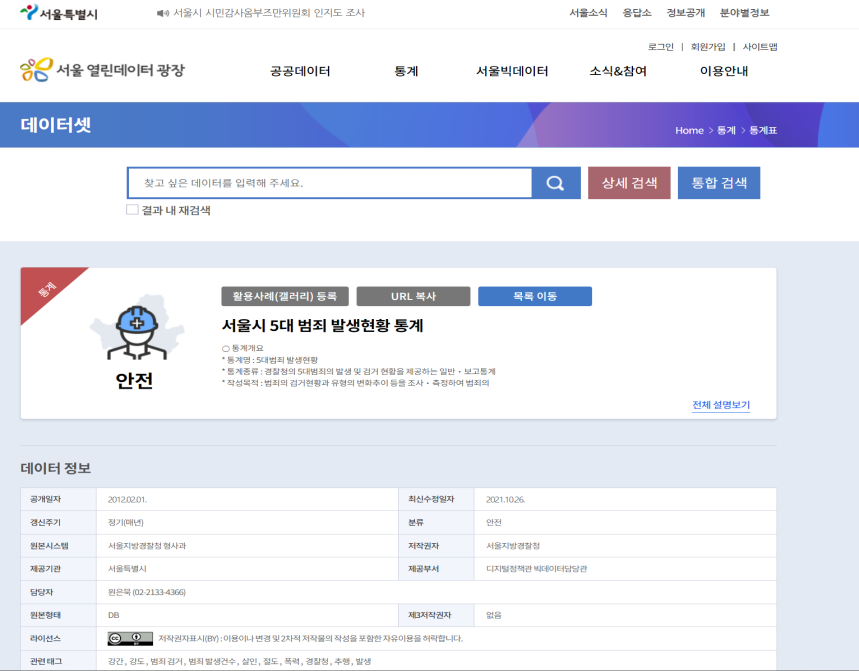 서울특별시
서울시 시민감사옴부즈만위원회 인지도 조사
서울소식 응답소 정보공개 분야별정보
로그인 | 회원가입 | 사이트맵
서울 열린데이터 광장
공공데이터 통계 서울빅데이터 소식&참여 이용안내
데이터셋
Home > 통계 > 통계표
찾고 싶은 데이터를 입력해 주세요.
상세 검색
통합 검색
결과 내 재검색
통계
안전
활용사례(갤러리) 등록 URL 복사 목록 이동
서울시 5대 범죄 발생현황 통계
○ 통계개요
* 통계명 : 5대범죄 발생현황
* 통계종류 : 경찰청의 5대범죄의 발생 및 검거 현황을 제공하는 일반・보고통계
* 작성목적 : 범죄의 검거현황과 유형의 변화추이 등을 조사・측정하여 범죄의
전체 설명보기
데이터 정보
공개일자 2012.02.01. 최신수정일자 2021.10.26.
갱신주기 정기(매년) 분류 안전
원본시스템 서울지방경찰청 형사과 저작권자 서울지방경찰청
제공기관 서울특별시 제공부서 디지털정책관 빅데이터담당관
담당자 원은묵 (02-2133-4366)
원본형태 DB 제3저작권자 없음
라이선스 cc BY 저작권자표시(BY) : 이용이나 변경 및 2차적 저작물의 작성을 포함한 자유이용을 허락합니다.
관련 태그 강간, 강도, 범죄 검거, 범죄 발생건수, 살인, 절도, 폭력, 경찰청, 추행, 발생